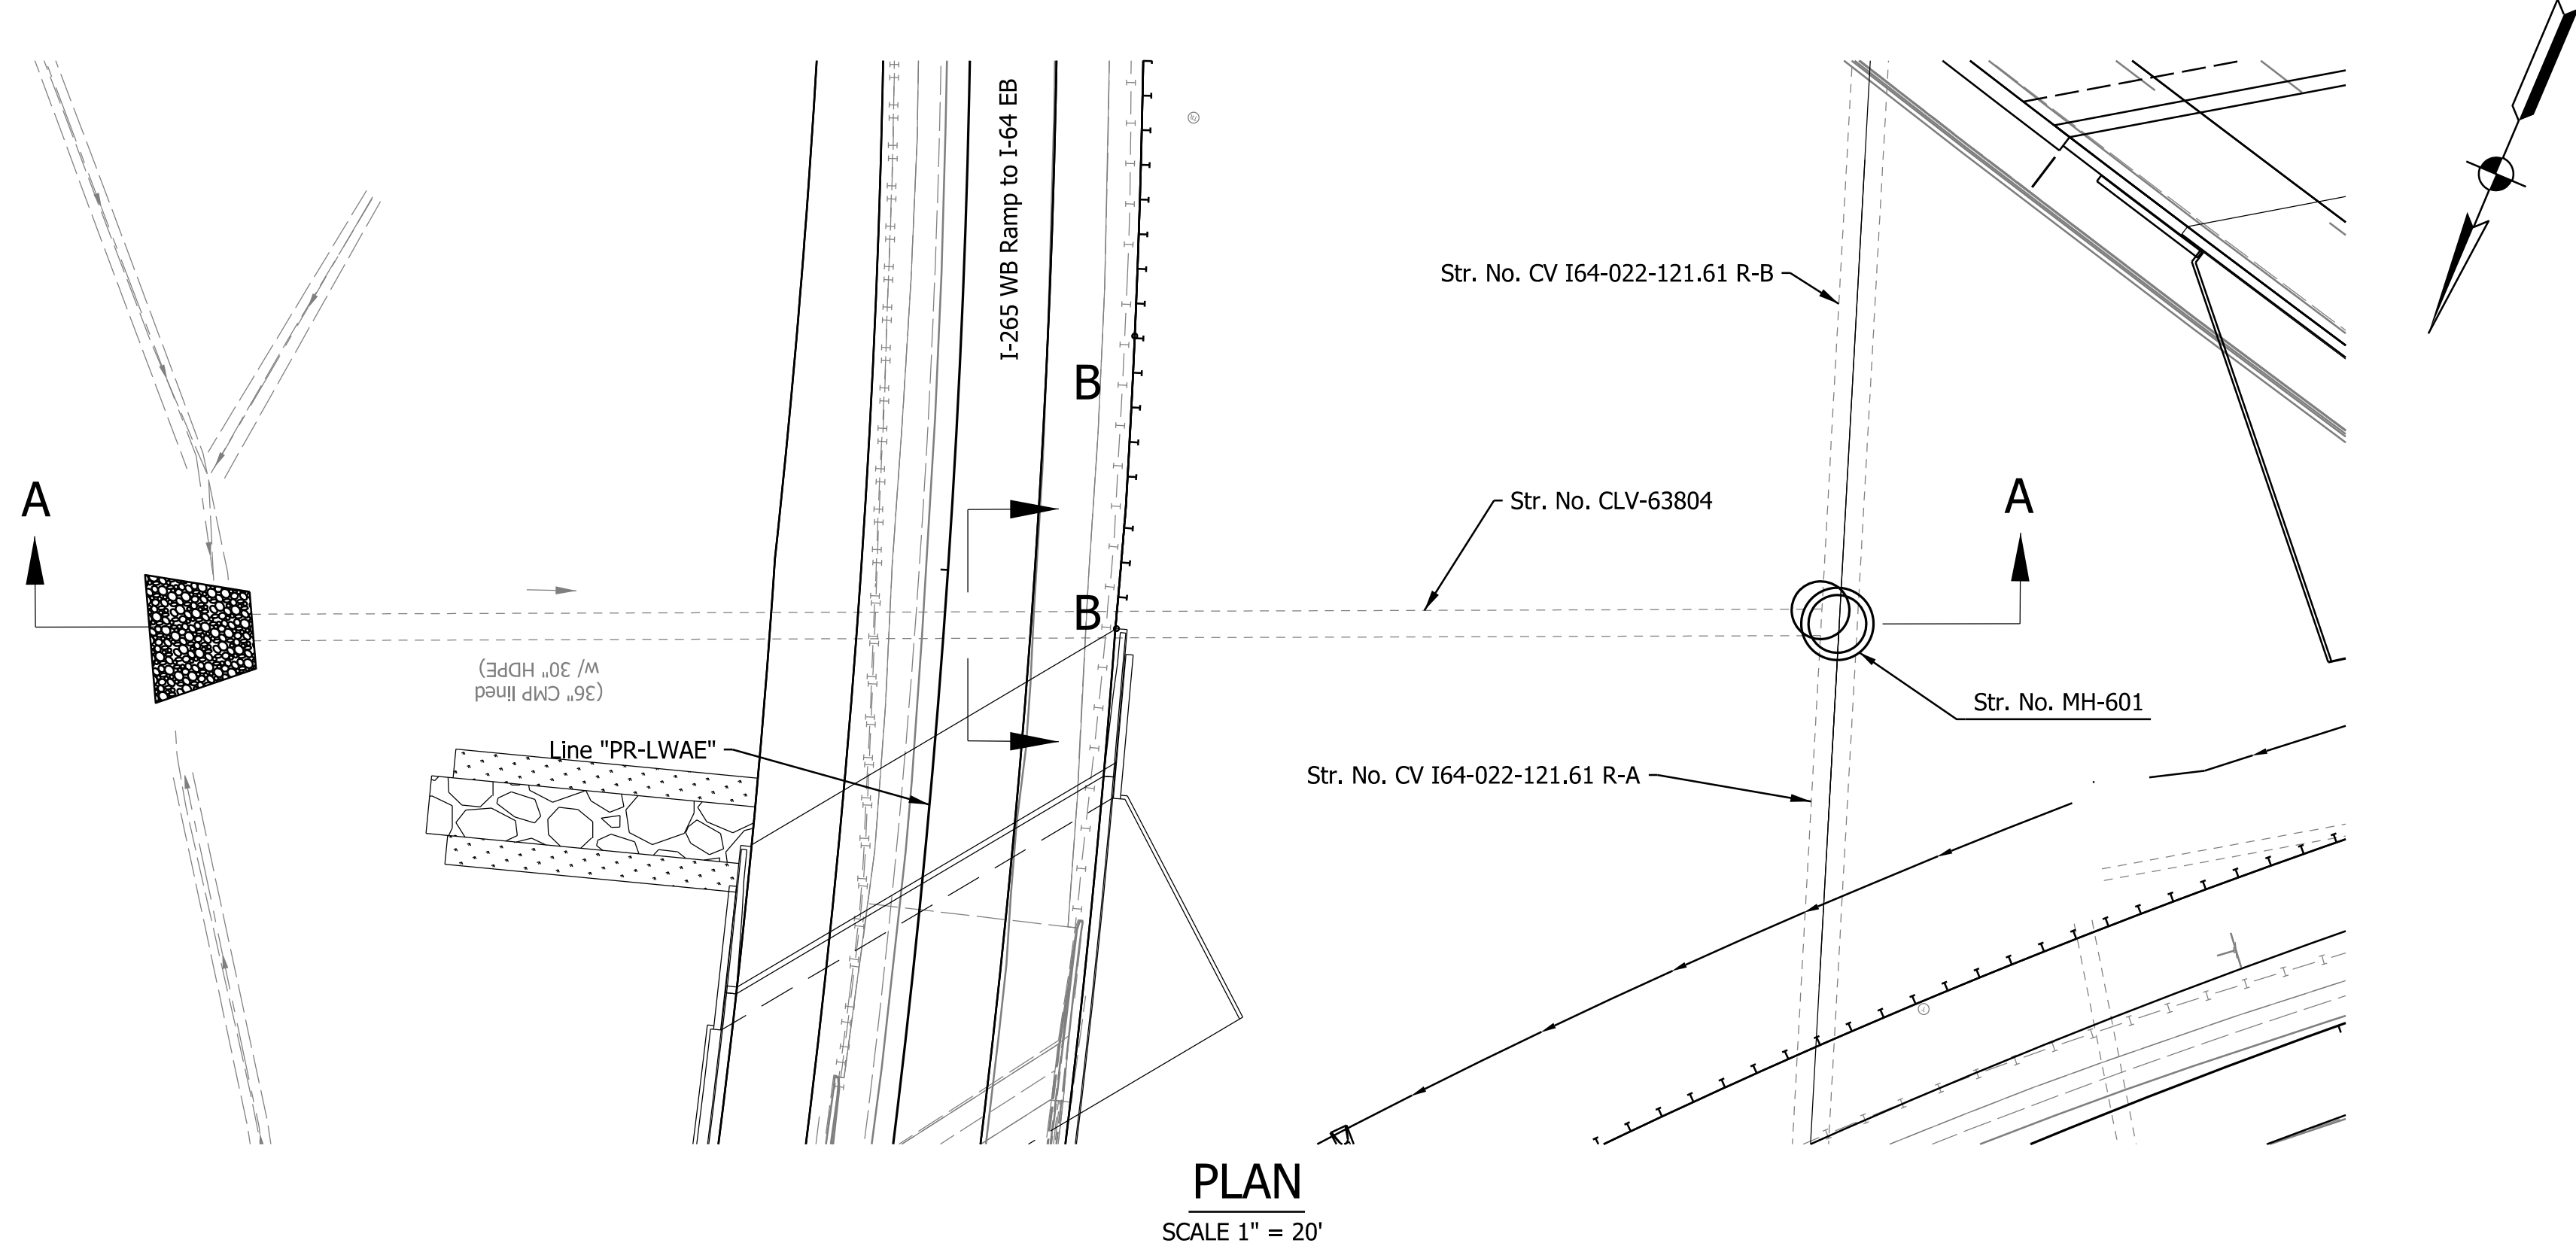 I-265 WB Ramp to I-64 EB
Str. No. CV I64-022-121.61 R-B
B
A
A
Str. No. CLV-63804
B
(36" CMP lined
w/ 30" HDPE)
Str. No. MH-601
Line "PR-LWAE"
Str. No. CV I64-022-121.61 R-A
PLAN
SCALE 1" = 20'